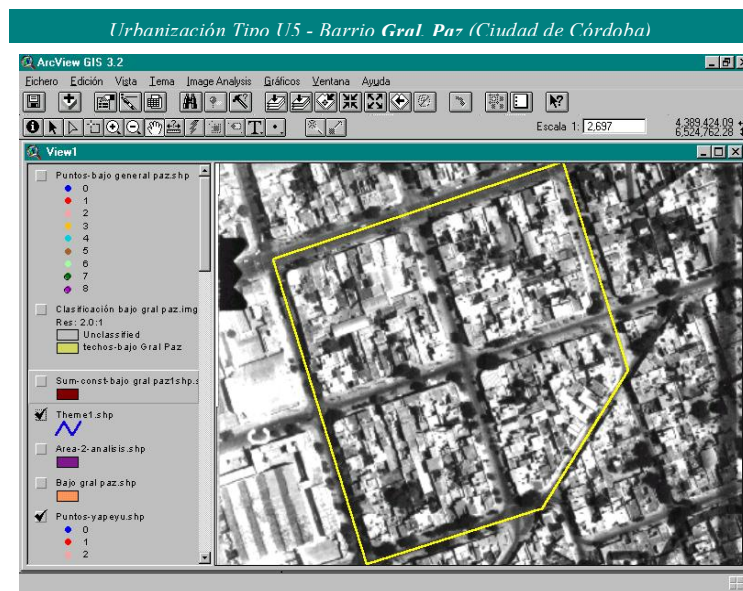 Urbanización Tipo U5 - Barrio Gral. Paz (Ciudad de Córdoba)
ArcView GIS 3.2
Fichero Edición Vista Tema Image Analysis Gráficos Ventana Ayuda
Escala 1: 2,697
4,389,424.09
6,524,762.28
View1
Puntos-bajo general paz.shp
0
1
2
3
4
5
6
7
8
Clasificación bajo gral paz.img
Res: 2.0:1
Unclassified
techos-bajo Gral Paz
Sum-const-bajo gral paz1shp.s
Theme1.shp
Area-2-analisis.shp
Bajo gral paz.shp
Puntos-yapeyu.shp
0
1
2